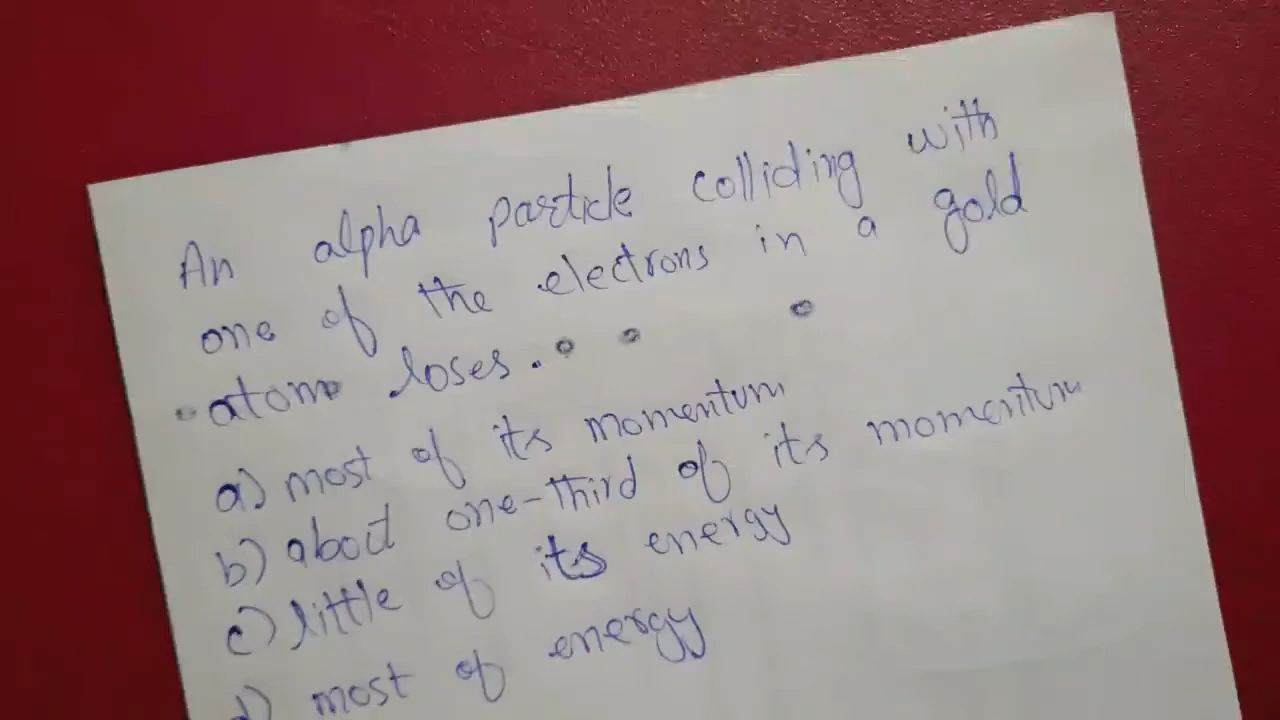 An alpha particle colliding with
one of the electrons in a gold
atom loses.
a) most of its momentum
b) about one-third of its momentum
c) little of its energy
d) most of energy